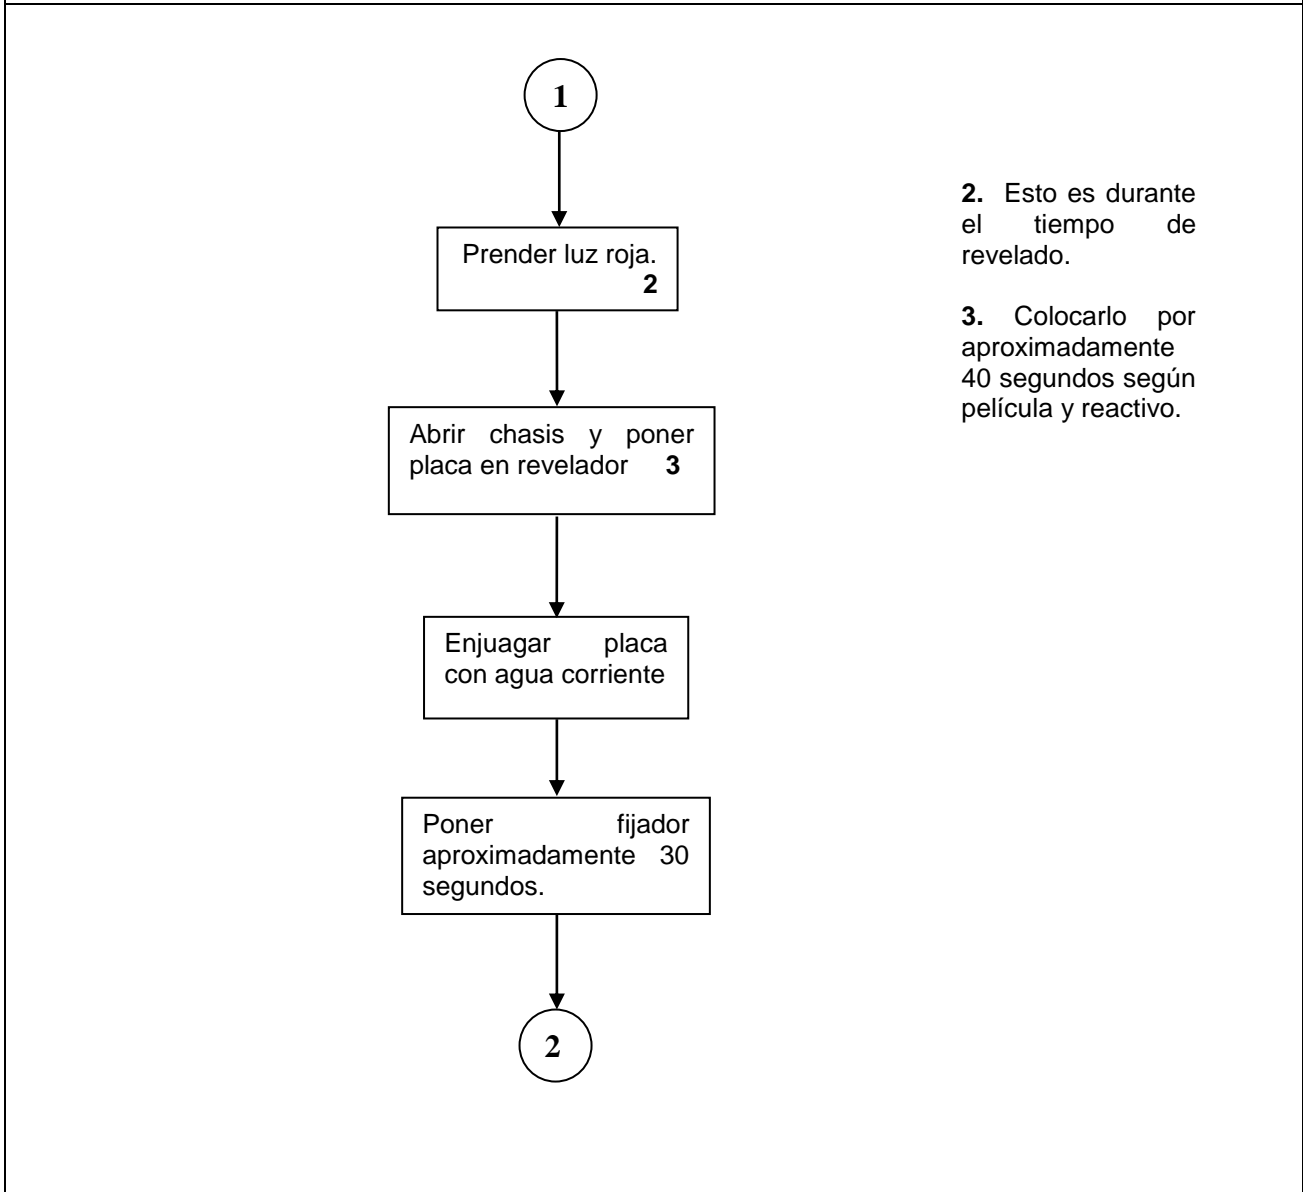 1
Prender luz roja.
2
Abrir chasis y poner
placa en revelador 3
Enjuagar placa
con agua corriente
Poner fijador
aproximadamente 30
segundos.
2
2. Esto es durante
el tiempo de
revelado.
3. Colocarlo por
aproximadamente
40 segundos según
película y reactivo.